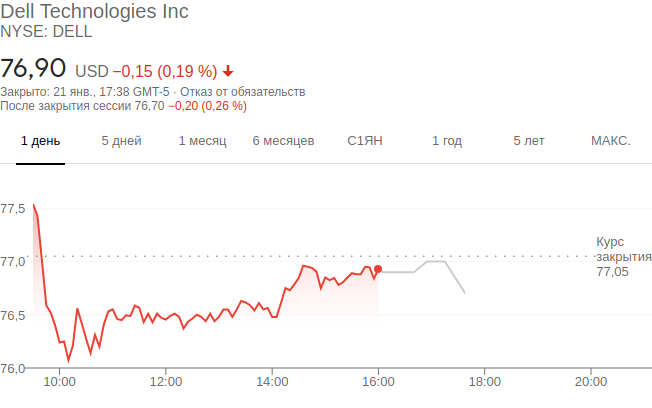 Dell Technologies Inc
NYSE: DELL
76,90 USD −0,15 (0,19 %)
Закрыто: 21 янв., 17:38 GMT-5 · Отказ от обязательств
После закрытия сессии 76,70 −0,20 (0,26 %)
1 день 5 дней 1 месяц 6 месяцев С1ЯН 1 год 5 лет МАКС.
77,5
Курс
77,0 закрытия
77,05
76,5
76,0
10:00 12:00 14:00 16:00 18:00 20:00